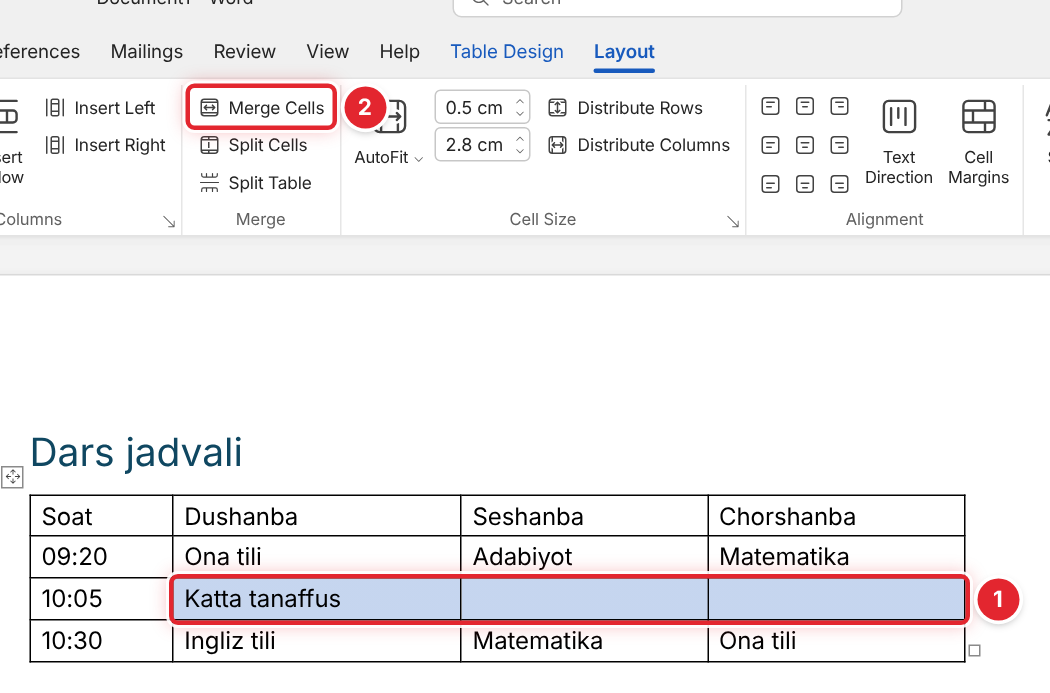 Search
Mailings Review View Help Table Design Layout
Insert Left
Insert Right
Merge Cells
Split Cells
Split Table
2
AutoFit
0.5 cm
2.8 cm
Distribute Rows
Distribute Columns
Text Direction
Cell Margins
Columns
Merge
Cell Size
Alignment
Dars jadvali
Soat Dushanba Seshanba Chorshanba
09:20 Ona tili Adabiyot Matematika
10:05 Katta tanaffus
1
10:30 Ingliz tili Matematika Ona tili